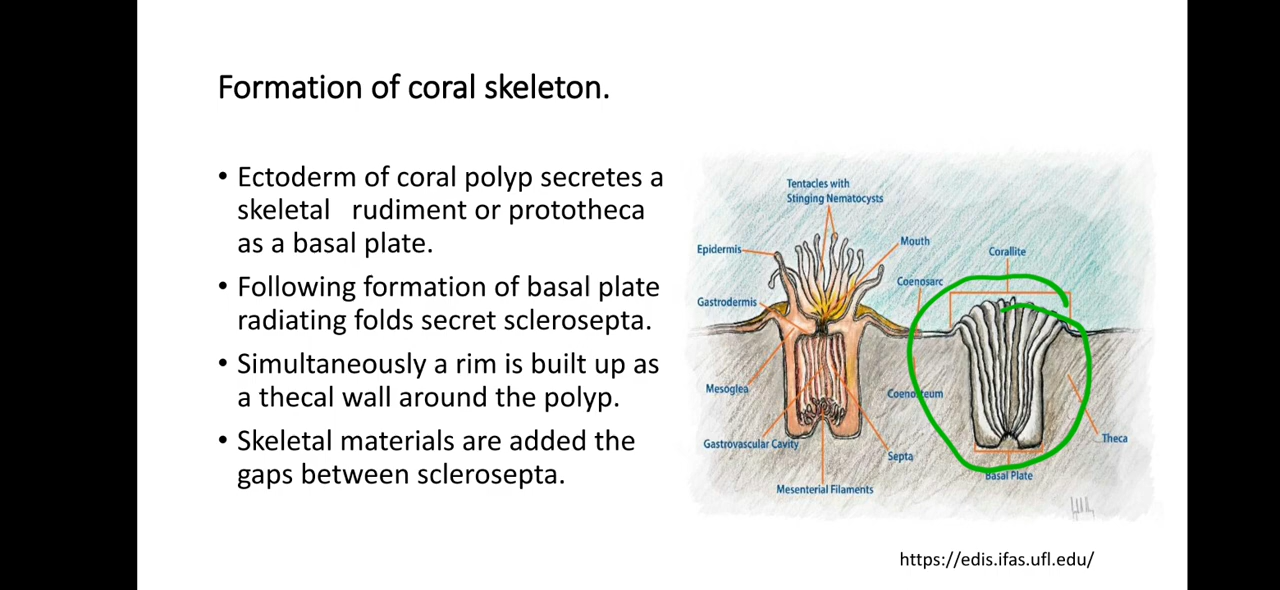 Formation of coral skeleton.
• Ectoderm of coral polyp secretes a
skeletal rudiment or prototheca
as a basal plate.
• Following formation of basal plate
radiating folds secret sclerosepta.
• Simultaneously a rim is built up as
a thecal wall around the polyp.
• Skeletal materials are added the
gaps between sclerosepta.
Tentacles with
Stinging Nematocysts
Epidermis
Mouth
Corallite
Coenosarc
Gastrodermis
Mesoglea
Coenosteum
Gastrovascular Cavity
Theca
Septa
Basal Plate
Mesenterial Filaments
https://edis.ifas.ufl.edu/